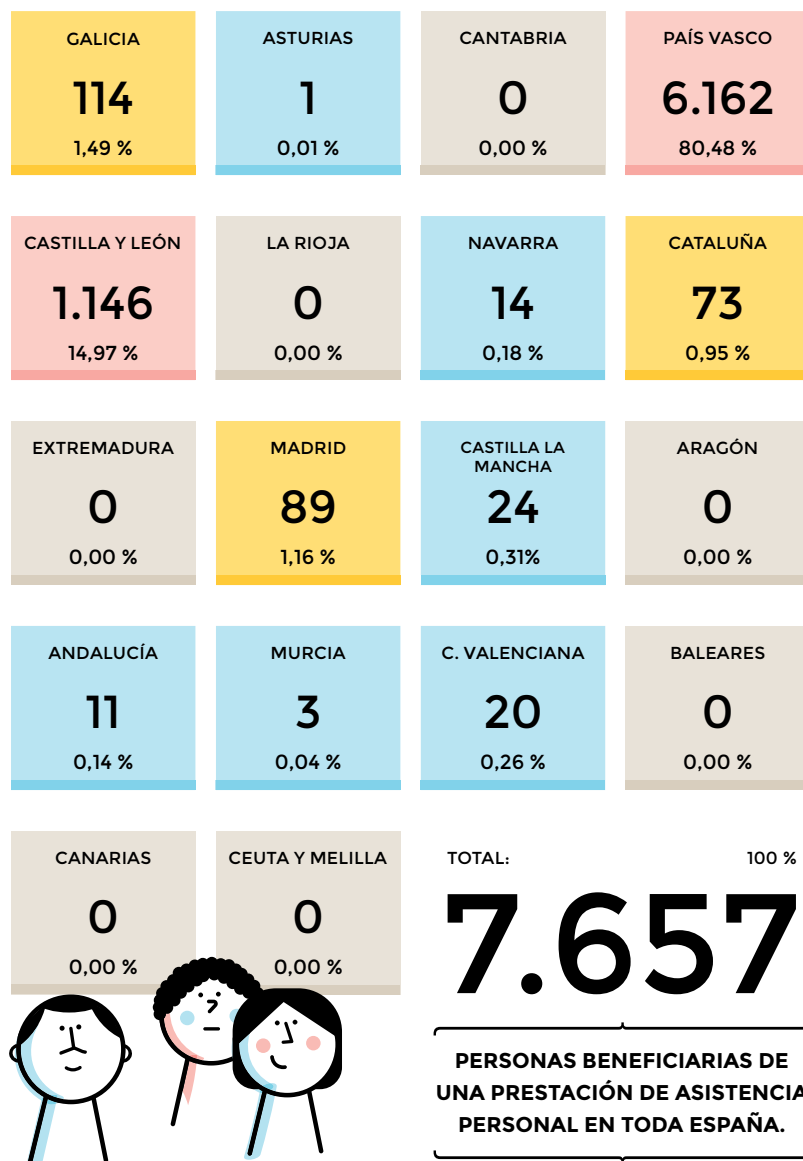 GALICIA
114
1,49 %
ASTURIAS
1
0,01 %
CANTABRIA
0
0,00 %
PAÍS VASCO
6.162
80,48 %
CASTILLA Y LEÓN
1.146
14,97 %
LA RIOJA
0
0,00 %
NAVARRA
14
0,18 %
CATALUÑA
73
0,95 %
EXTREMADURA
0
0,00 %
MADRID
89
1,16 %
CASTILLA LA
MANCHA
24
0,31%
ARAGÓN
0
0,00 %
ANDALUCÍA
11
0,14 %
MURCIA
3
0,04 %
C. VALENCIANA
20
0,26 %
BALEARES
0
0,00 %
CANARIAS
0
0,00 %
CEUTA Y MELILLA
0
0,00 %
TOTAL: 100 %
7.657
PERSONAS BENEFICIARIAS DE
UNA PRESTACIÓN DE ASISTENCIA
PERSONAL EN TODA ESPAÑA.